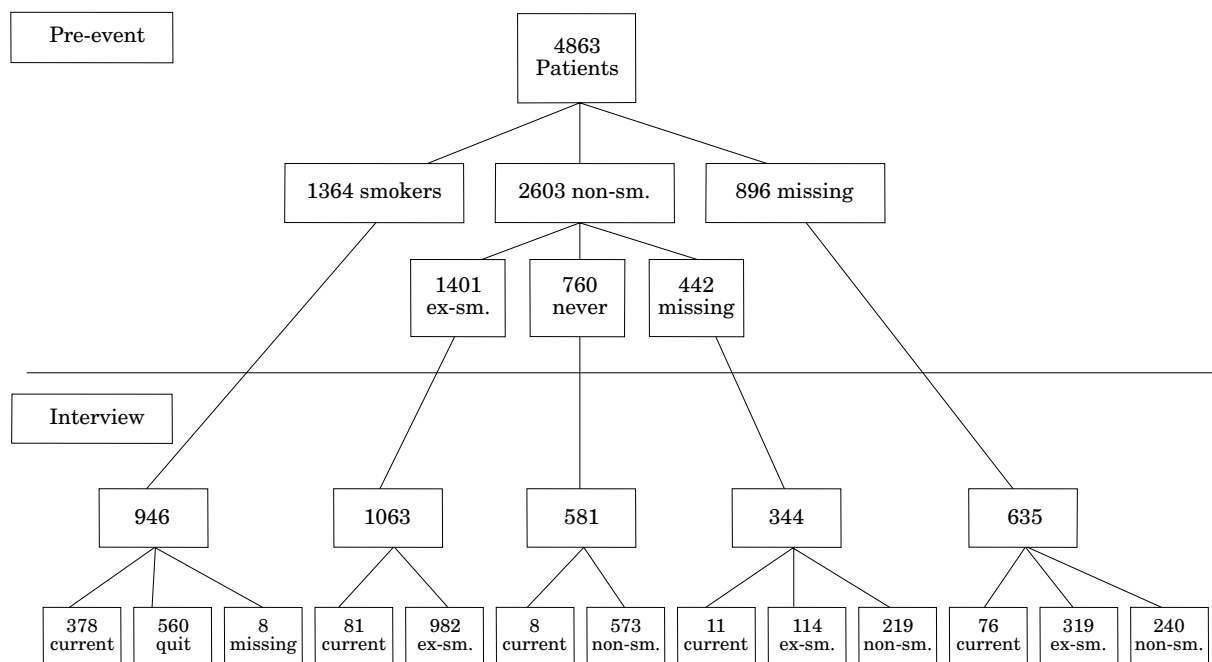 Pre-event
4863
Patients
1364 smokers
2603 non-sm.
896 missing
1401
ex-sm.
760
never
442
missing
Interview
946
1063
581
344
635
378
current
560
quit
8
missing
81
current
982
ex-sm.
8
current
573
non-sm.
11
current
114
ex-sm.
219
non-sm.
76
current
319
ex-sm.
240
non-sm.